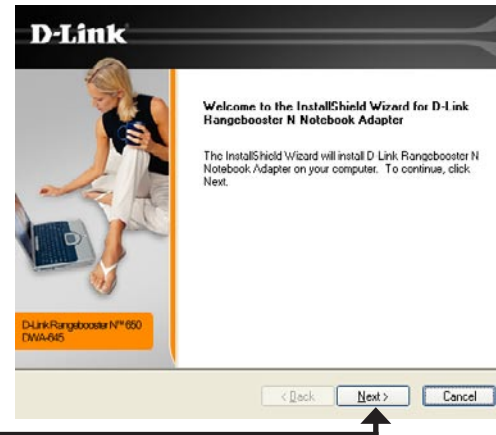 D-Link
Welcome to the InstallShield Wizard for D-Link
Rangebooster N Notebook Adapter
The InstallShield Wizard will install D-Link Rangebooster N
Notebook Adapter on your computer. To continue, click
Next.
D-Link Rangebooster N™ 650
DWA-645
< Back
Next >
Cancel